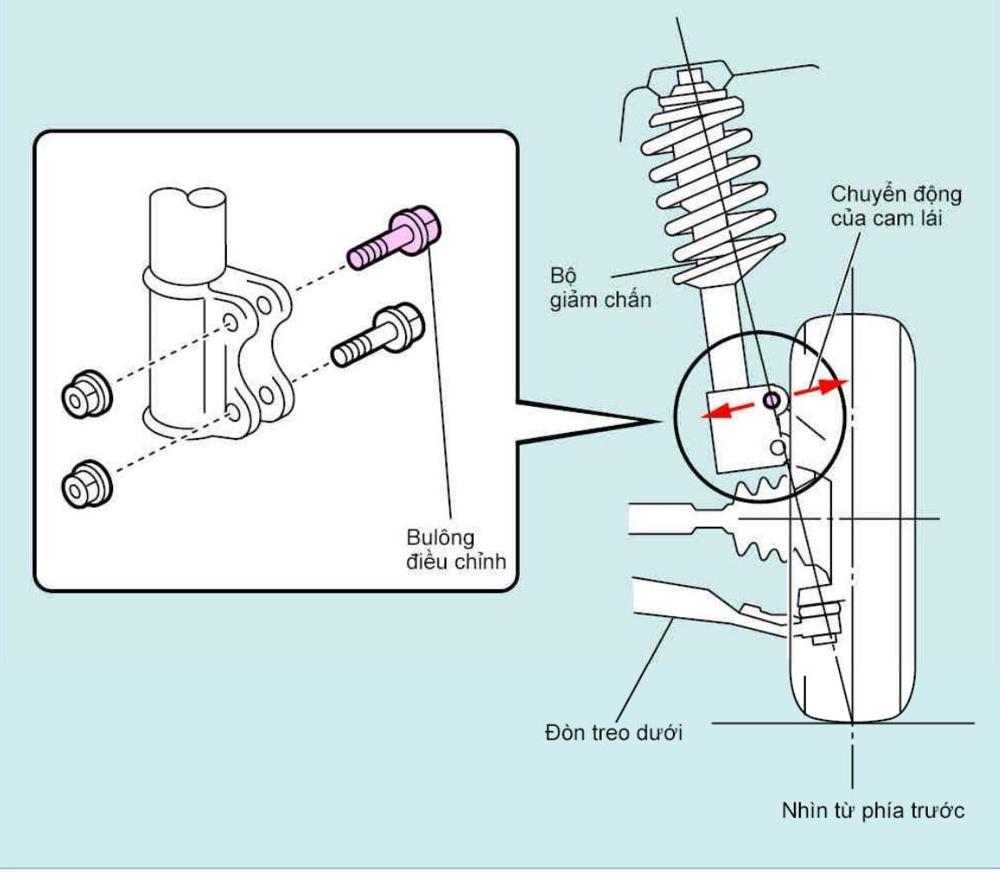 Chuyển động
của cam lái
Bộ
giảm chấn
Bulông
điều chỉnh
Đòn treo dưới
Nhìn từ phía trước